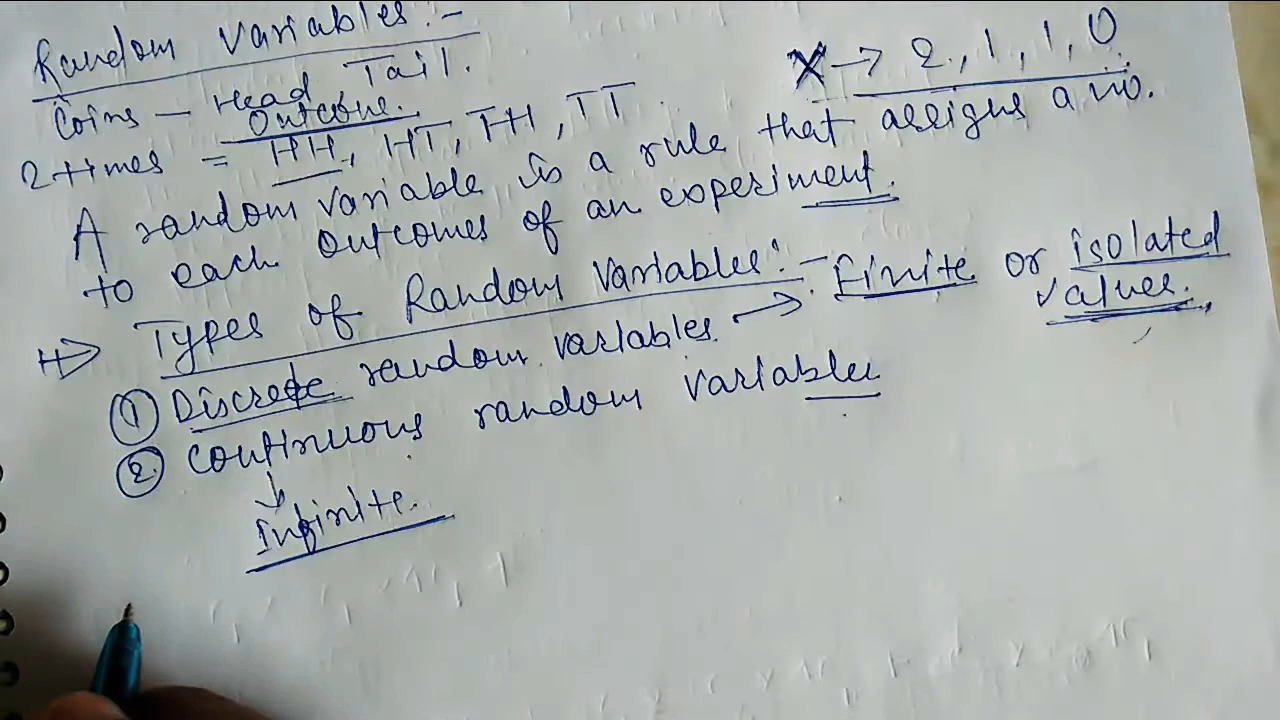 Random Variables:-
Coins - Head, Tail.
Outcome.
2 times = HH, HT, TH, TT.
X → 2, 1, 1, 0
A random variable is a rule that assigns a no.
to each outcomes of an experiment.
⇒ Types of Random Variables:-
① Discrete random variables. → finite or isolated
values.
② Continuous random variables
↓
Infinite.